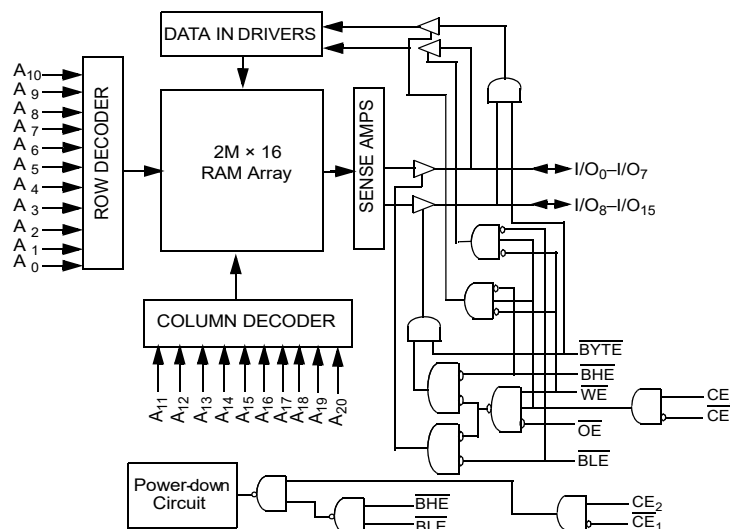 DATA IN DRIVERS
A10
A9
A8
A7
A6
A5
A4
A3
A2
A1
A0
ROW DECODER
2M × 16
RAM Array
SENSE AMPS
I/O0–I/O7
I/O8–I/O15
COLUMN DECODER
A11
A12
A13
A14
A15
A16
A17
A18
A19
A20
BYTE
BHE
WE
CE
CE
OE
BLE
Power-down
Circuit
BHE
BLE
CE2
CE1